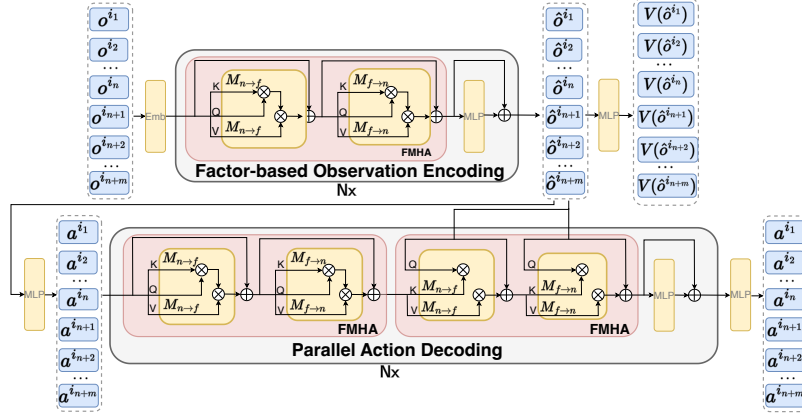 o^{i_1}
o^{i_2}
...
o^{i_n}
o^{i_{n+1}}
o^{i_{n+2}}
...
o^{i_{n+m}}
Emb
K
Q
V
M_{n→f}
M_{n→f}
K
Q
V
M_{f→n}
M_{f→n}
FMHA
MLP
Factor-based Observation Encoding
Nx
ô^{i_1}
ô^{i_2}
...
ô^{i_n}
ô^{i_{n+1}}
ô^{i_{n+2}}
...
ô^{i_{n+m}}
MLP
V(ô^{i_1})
V(ô^{i_2})
...
V(ô^{i_n})
V(ô^{i_{n+1}})
V(ô^{i_{n+2}})
...
V(ô^{i_{n+m}})
MLP
a^{i_1}
a^{i_2}
...
a^{i_n}
a^{i_{n+1}}
a^{i_{n+2}}
...
a^{i_{n+m}}
K
Q
V
M_{n→f}
M_{n→f}
K
Q
V
M_{f→n}
M_{f→n}
FMHA
Q
K
V
M_{n→f}
M_{n→f}
Q
K
V
M_{f→n}
M_{f→n}
FMHA
MLP
Parallel Action Decoding
Nx
MLP
a^{i_1}
a^{i_2}
...
a^{i_n}
a^{i_{n+1}}
a^{i_{n+2}}
...
a^{i_{n+m}}